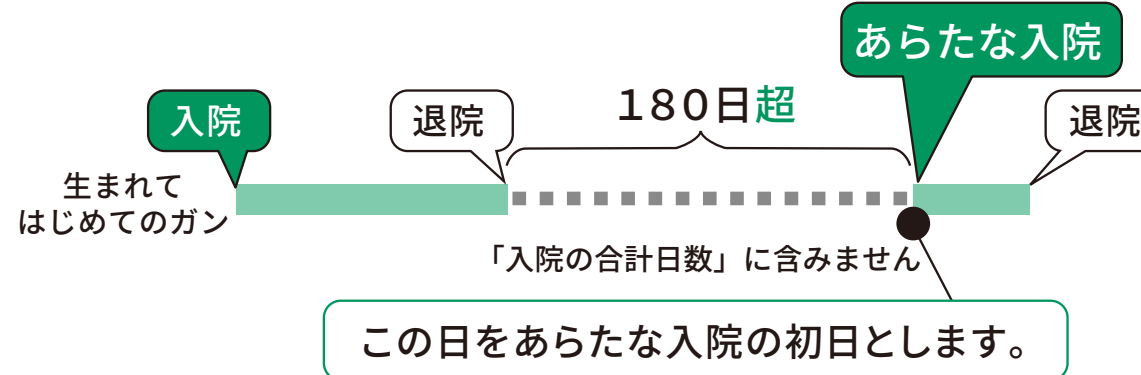 あらたな入院
入院
退院
180日超
退院
生まれて
はじめてのガン
「入院の合計日数」に含みません
この日をあらたな入院の初日とします。